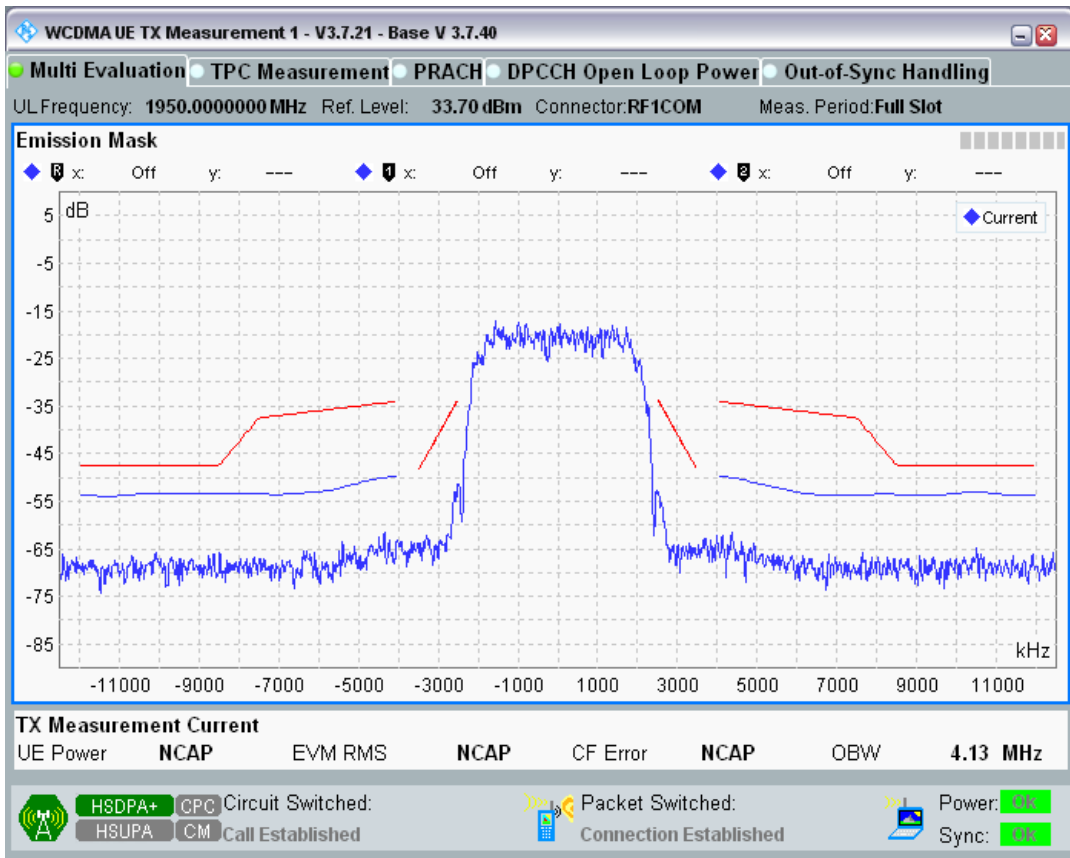 WCDMA UE TX Measurement 1 - V3.7.21 - Base V 3.7.40
Multi Evaluation TPC Measurement PRACH DPCCH Open Loop Power Out-of-Sync Handling
UL Frequency: 1950.0000000 MHz Ref. Level: 33.70 dBm Connector:RF1COM Meas. Period:Full Slot
Emission Mask
R x: Off y: --- 1 x: Off y: --- 2 x: Off y: ---
dB
Current
5
-5
-15
-25
-35
-45
-55
-65
-75
-85
kHz
-11000 -9000 -7000 -5000 -3000 -1000 1000 3000 5000 7000 9000 11000
TX Measurement Current
UE Power NCAP EVM RMS NCAP CF Error NCAP OBW 4.13 MHz
HSDPA+ CPC Circuit Switched: Packet Switched: Power: Ok
HSUPA CM Call Established Connection Established Sync: Ok